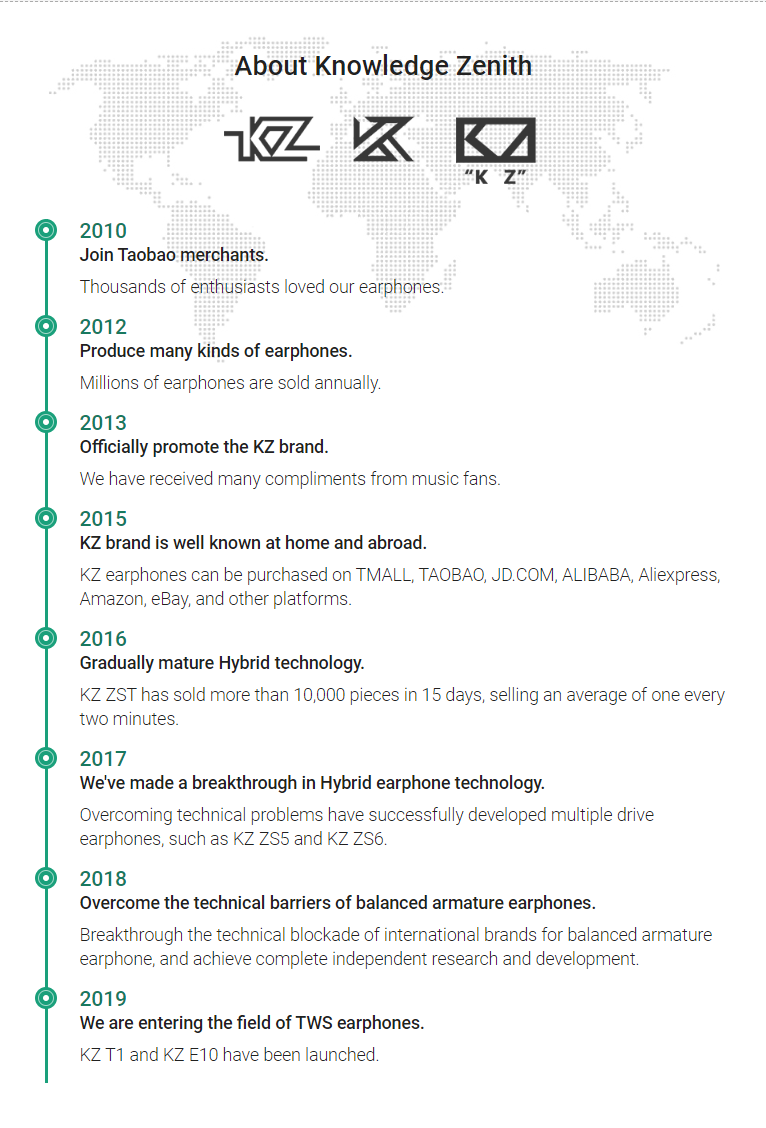 About Knowledge Zenith
KZ
"K Z"
2010
Join Taobao merchants.
Thousands of enthusiasts loved our earphones.
2012
Produce many kinds of earphones.
Millions of earphones are sold annually.
2013
Officially promote the KZ brand.
We have received many compliments from music fans.
2015
KZ brand is well known at home and abroad.
KZ earphones can be purchased on TMALL, TAOBAO, JD.COM, ALIBABA, Aliexpress,
Amazon, eBay, and other platforms.
2016
Gradually mature Hybrid technology.
KZ ZST has sold more than 10,000 pieces in 15 days, selling an average of one every
two minutes.
2017
We've made a breakthrough in Hybrid earphone technology.
Overcoming technical problems have successfully developed multiple drive
earphones, such as KZ ZS5 and KZ ZS6.
2018
Overcome the technical barriers of balanced armature earphones.
Breakthrough the technical blockade of international brands for balanced armature
earphone, and achieve complete independent research and development.
2019
We are entering the field of TWS earphones.
KZ T1 and KZ E10 have been launched.